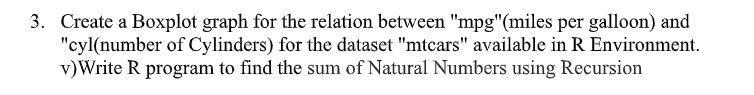 3. Create a Boxplot graph for the relation between "mpg"(miles per galloon) and
"cyl(number of Cylinders) for the dataset "mtcars" available in R Environment.
v)Write R program to find the sum of Natural Numbers using Recursion